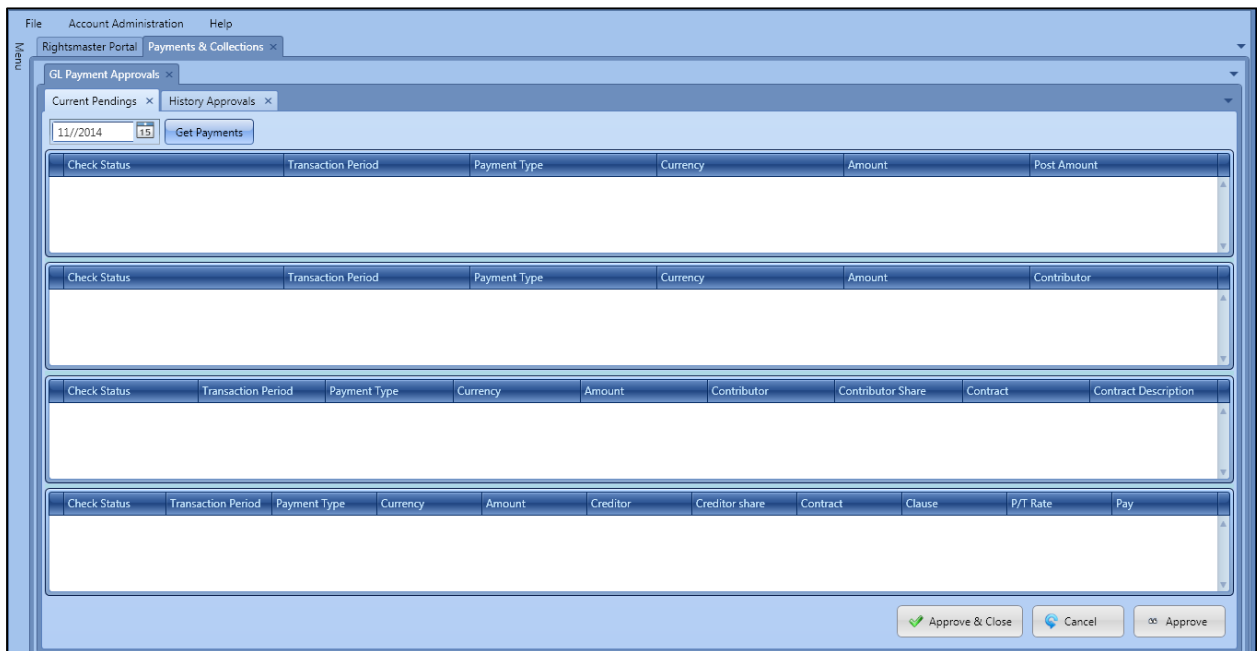 File Account Administration Help
Menu
Rightsmaster Portal Payments & Collections ×
GL Payment Approvals ×
Current Pendings × History Approvals ×
11//2014 15 Get Payments
Check Status Transaction Period Payment Type Currency Amount Post Amount
Check Status Transaction Period Payment Type Currency Amount Contributor
Check Status Transaction Period Payment Type Currency Amount Contributor Contributor Share Contract Contract Description
Check Status Transaction Period Payment Type Currency Amount Creditor Creditor share Contract Clause P/T Rate Pay
Approve & Close Cancel Approve